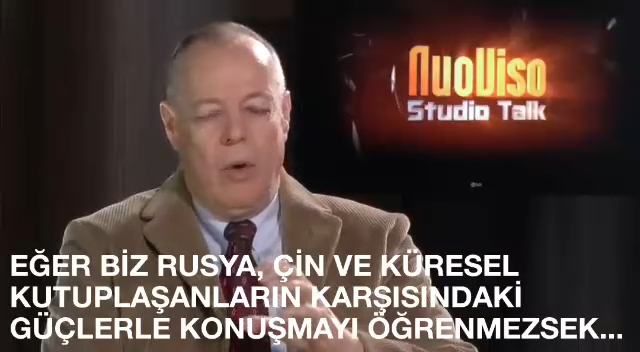 NuoViso
Studio Talk
EĞER BİZ RUSYA, ÇİN VE KÜRESEL
KUTUPLAŞANLARIN KARŞISINDAKİ
GÜÇLERLE KONUŞMAYI ÖĞRENMEZSEK...